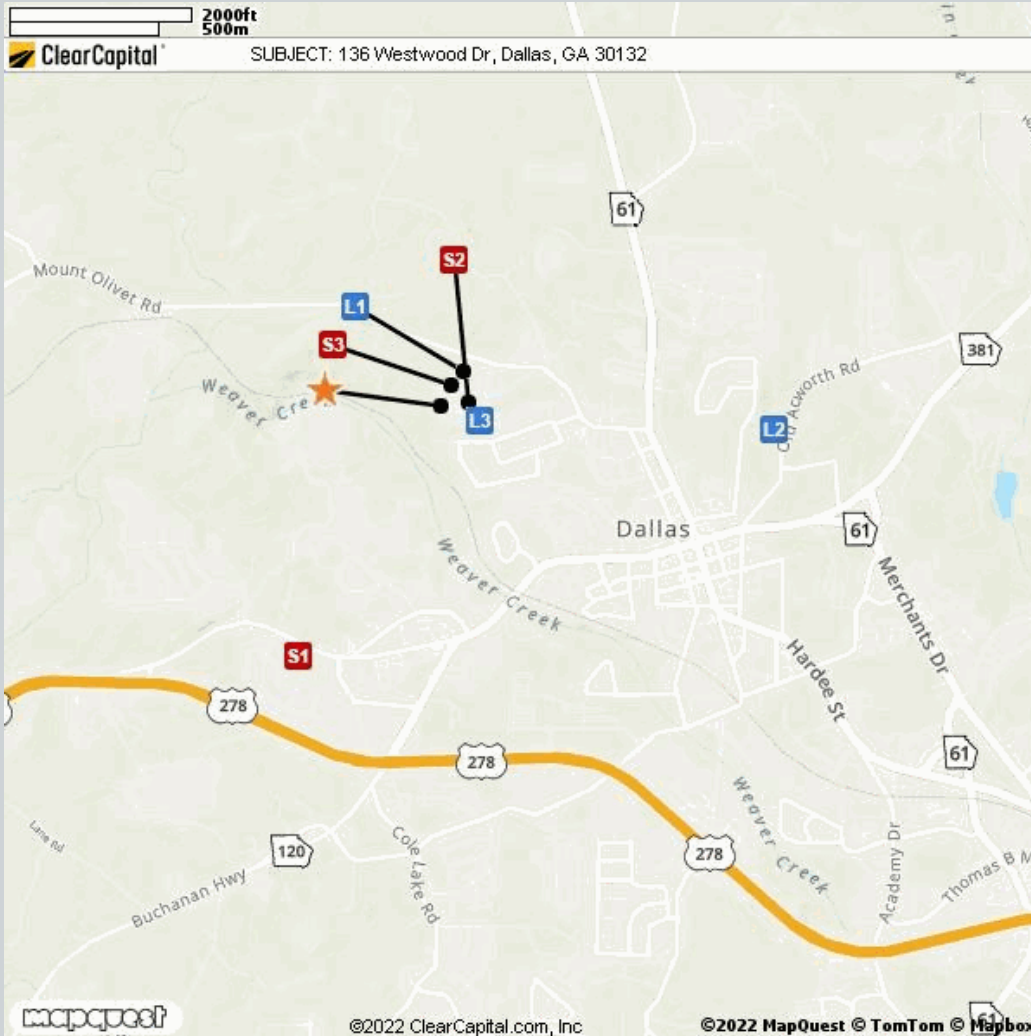 2000ft
500m
ClearCapital
SUBJECT: 136 Westwood Dr, Dallas, GA 30132
61
S2
Mount Olivet Rd
L1
S3
381
Weaver Cre
Old Acworth Rd
L3
L2
Dallas
61
Weaver Creek
Merchants Dr
S1
Hardee St
278
61
278
Weaver Creek
Lane Rd
120
Cole Lake Rd
278
Academy Dr
Thomas B M
Buchanan Hwy
mapquest
©2022 ClearCapital.com, Inc
©2022 MapQuest © TomTom © Mapbox
61